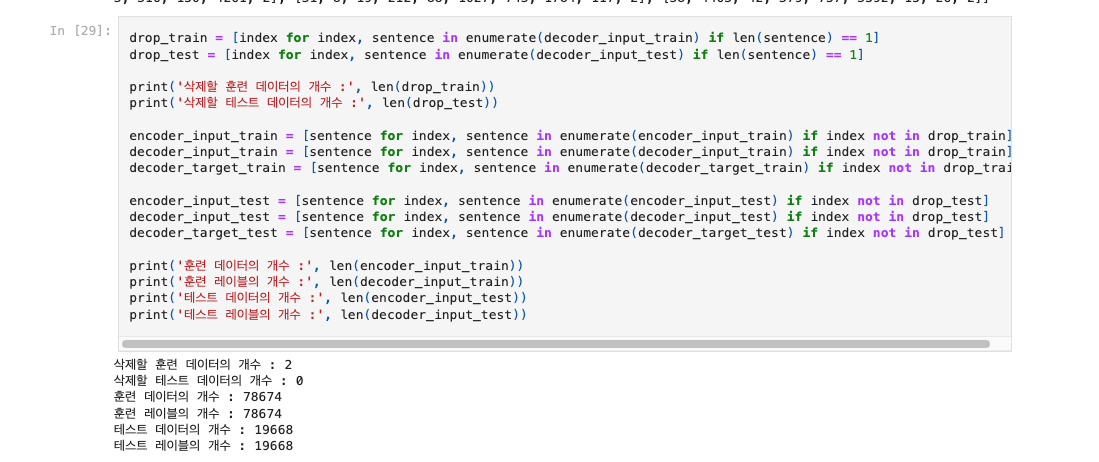 In [29]:
drop_train = [index for index, sentence in enumerate(decoder_input_train) if len(sentence) == 1]
drop_test = [index for index, sentence in enumerate(decoder_input_test) if len(sentence) == 1]
print('삭제할 훈련 데이터의 개수 :', len(drop_train))
print('삭제할 테스트 데이터의 개수 :', len(drop_test))
encoder_input_train = [sentence for index, sentence in enumerate(encoder_input_train) if index not in drop_train]
decoder_input_train = [sentence for index, sentence in enumerate(decoder_input_train) if index not in drop_train]
decoder_target_train = [sentence for index, sentence in enumerate(decoder_target_train) if index not in drop_trai
encoder_input_test = [sentence for index, sentence in enumerate(encoder_input_test) if index not in drop_test]
decoder_input_test = [sentence for index, sentence in enumerate(decoder_input_test) if index not in drop_test]
decoder_target_test = [sentence for index, sentence in enumerate(decoder_target_test) if index not in drop_test]
print('훈련 데이터의 개수 :', len(encoder_input_train))
print('훈련 레이블의 개수 :', len(decoder_input_train))
print('테스트 데이터의 개수 :', len(encoder_input_test))
print('테스트 레이블의 개수 :', len(decoder_input_test))
삭제할 훈련 데이터의 개수 : 2
삭제할 테스트 데이터의 개수 : 0
훈련 데이터의 개수 : 78674
훈련 레이블의 개수 : 78674
테스트 데이터의 개수 : 19668
테스트 레이블의 개수 : 19668